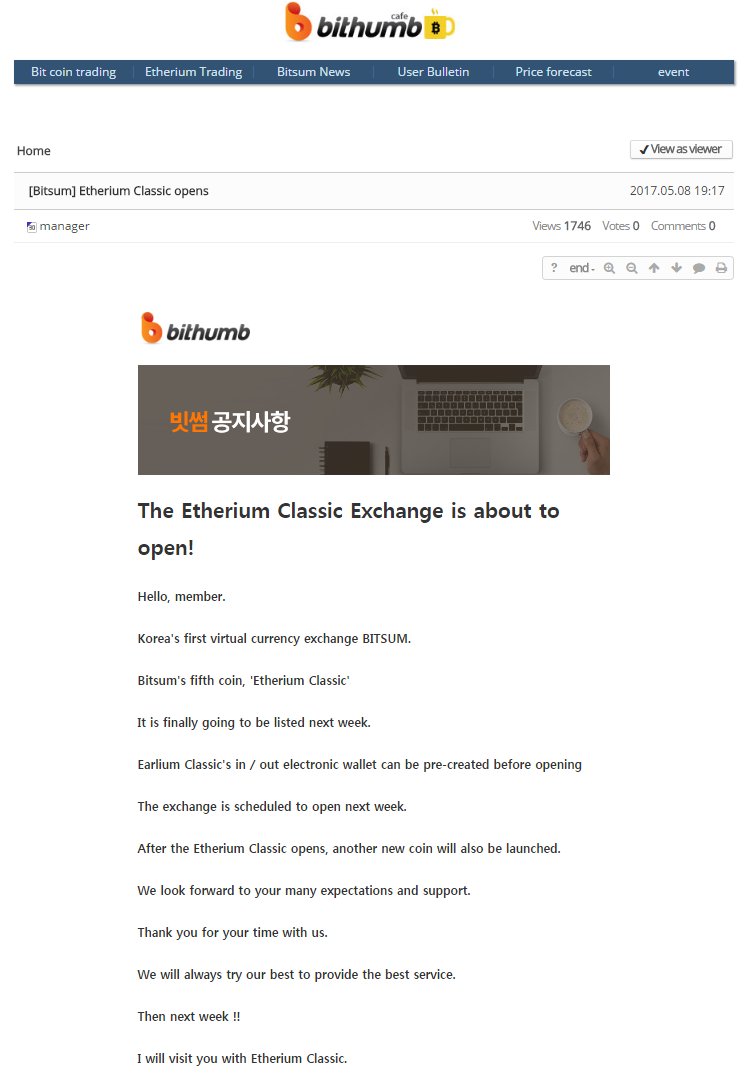 cafe
bithumb
Bit coin trading
Etherium Trading
Bitsum News
User Bulletin
Price forecast
event
Home
View as viewer
[Bitsum] Etherium Classic opens 2017.05.08 19:17
manager Views 1746 Votes 0 Comments 0
? end
bithumb
빗썸 공지사항
The Etherium Classic Exchange is about to
open!
Hello, member.
Korea's first virtual currency exchange BITSUM.
Bitsum's fifth coin, 'Etherium Classic'
It is finally going to be listed next week.
Earlium Classic's in / out electronic wallet can be pre-created before opening
The exchange is scheduled to open next week.
After the Etherium Classic opens, another new coin will also be launched.
We look forward to your many expectations and support.
Thank you for your time with us.
We will always try our best to provide the best service.
Then next week !!
I will visit you with Etherium Classic.